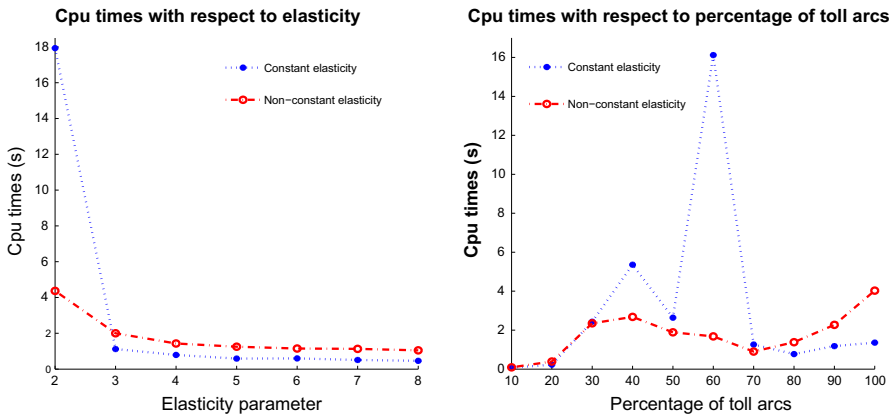 Cpu times with respect to elasticity
18
16
14
12
10
8
6
4
2
0
2 3 4 5 6 7 8
Cpu times (s)
Elasticity parameter
Constant elasticity
Non−constant elasticity
Cpu times with respect to percentage of toll arcs
16
14
12
10
8
6
4
2
0
10 20 30 40 50 60 70 80 90 100
Cpu times (s)
Percentage of toll arcs
Constant elasticity
Non−constant elasticity